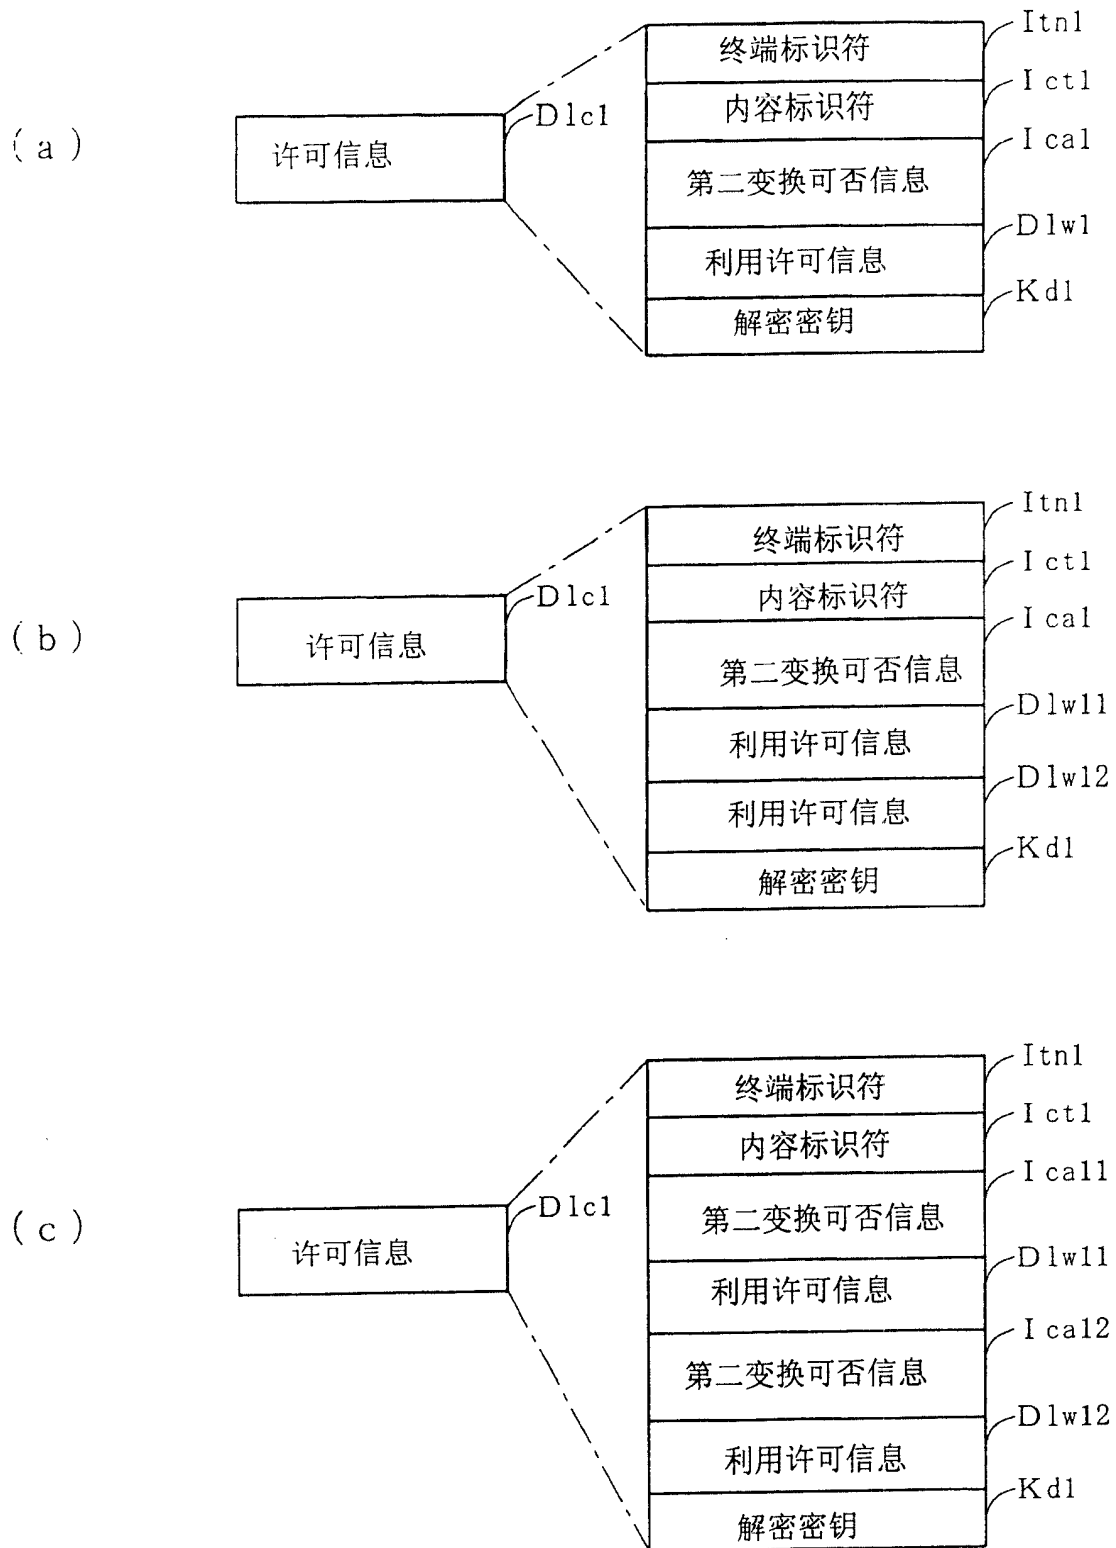 (a)
许可信息
Dlc1
终端标识符
Itn1
内容标识符
Ict1
第二变换可否信息
Ica1
利用许可信息
Dlw1
解密密钥
Kd1
(b)
许可信息
Dlc1
终端标识符
Itn1
内容标识符
Ict1
第二变换可否信息
Ica1
利用许可信息
Dlw11
利用许可信息
Dlw12
解密密钥
Kd1
(c)
许可信息
Dlc1
终端标识符
Itn1
内容标识符
Ict1
第二变换可否信息
Ica11
利用许可信息
Dlw11
第二变换可否信息
Ica12
利用许可信息
Dlw12
解密密钥
Kd1